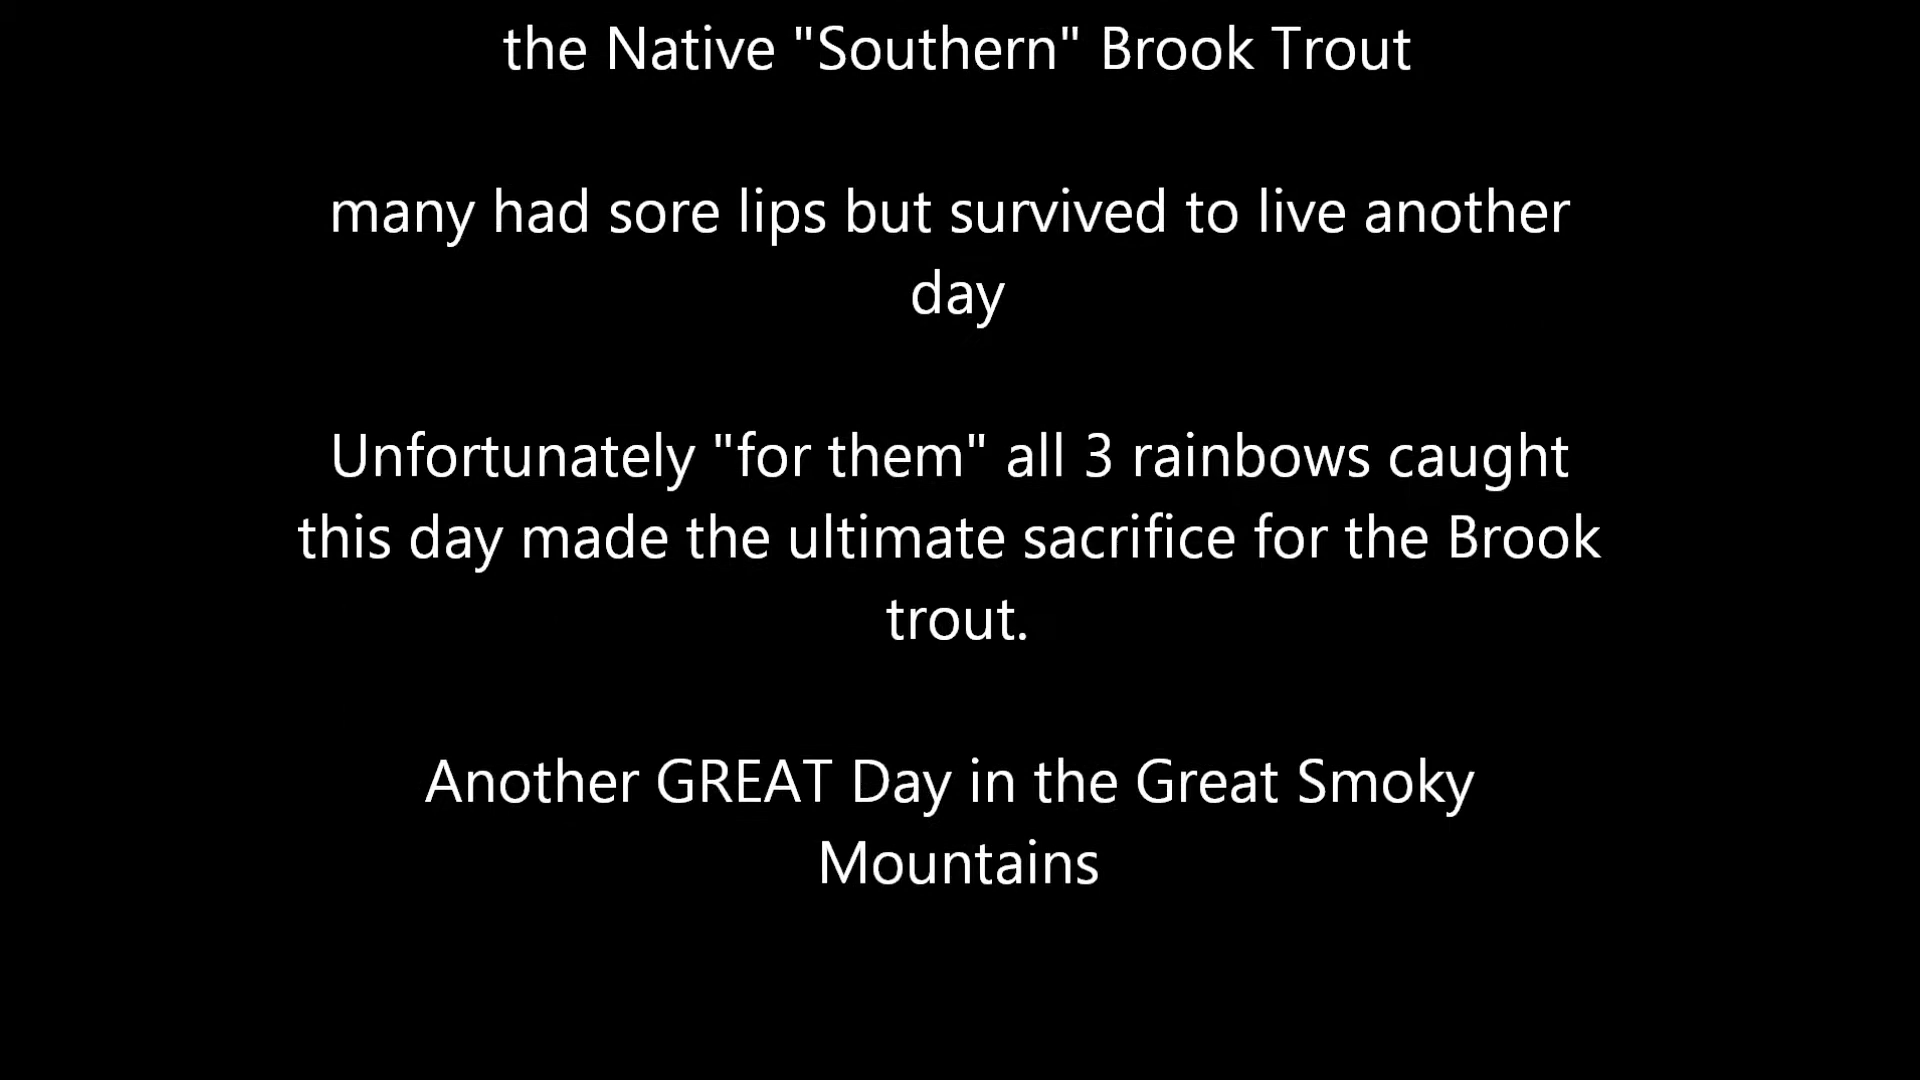 the Native "Southern" Brook Trout
many had sore lips but survived to live another
day
Unfortunately "for them" all 3 rainbows caught
this day made the ultimate sacrifice for the Brook
trout.
Another GREAT Day in the Great Smoky
Mountains